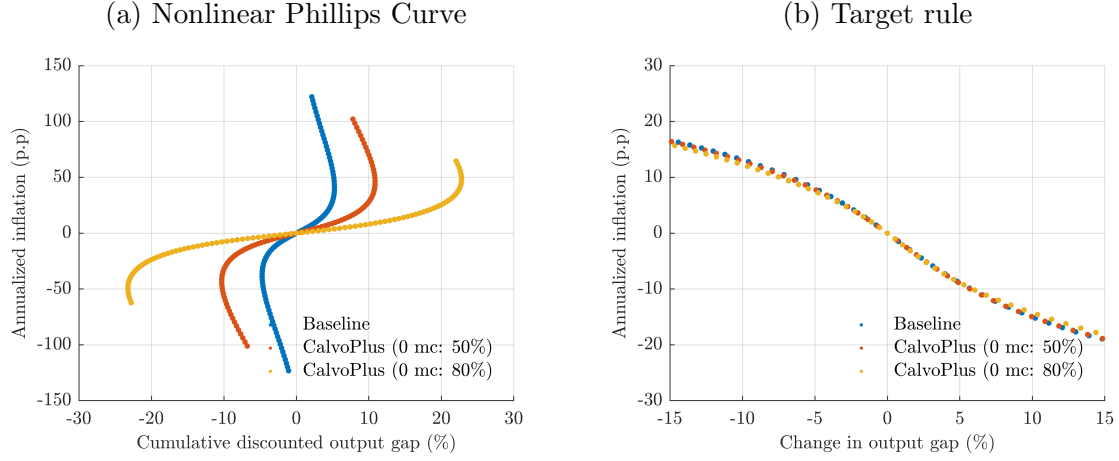 (a) Nonlinear Phillips Curve
150
100
50
0
-50
-100
-150
-30
-20
-10
0
10
20
30
Annualized inflation (p.p)
Cumulative discounted output gap (%)
Baseline
CalvoPlus (0 mc: 50%)
CalvoPlus (0 mc: 80%)
(b) Target rule
30
20
10
0
-10
-20
-30
-15
-10
-5
0
5
10
15
Annualized inflation (p.p)
Change in output gap (%)
Baseline
CalvoPlus (0 mc: 50%)
CalvoPlus (0 mc: 80%)